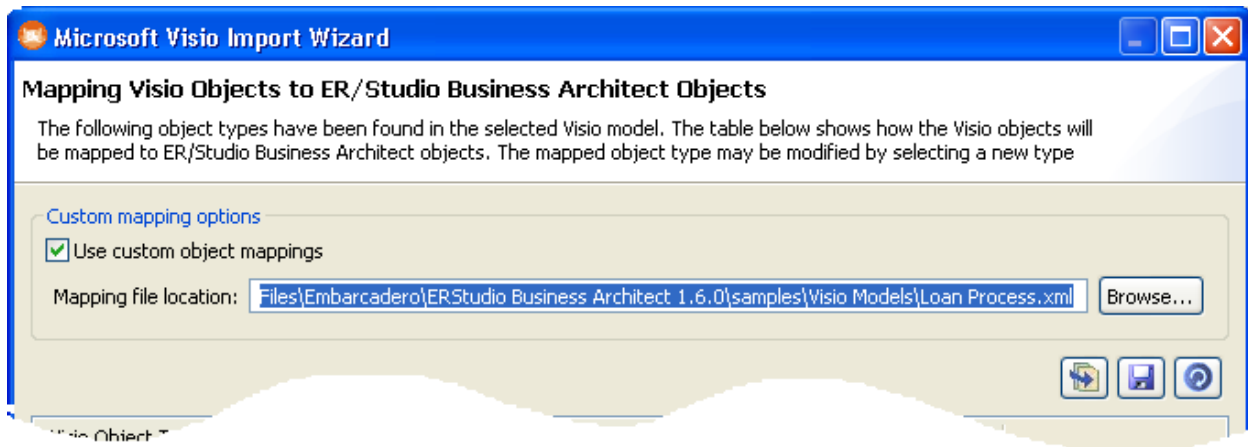 Microsoft Visio Import Wizard
Mapping Visio Objects to ER/Studio Business Architect Objects
The following object types have been found in the selected Visio model. The table below shows how the Visio objects will
be mapped to ER/Studio Business Architect objects. The mapped object type may be modified by selecting a new type
Custom mapping options
Use custom object mappings
Mapping file location: Files\Embarcadero\ERStudio Business Architect 1.6.0\samples\Visio Models\Loan Process.xml Browse...
Object